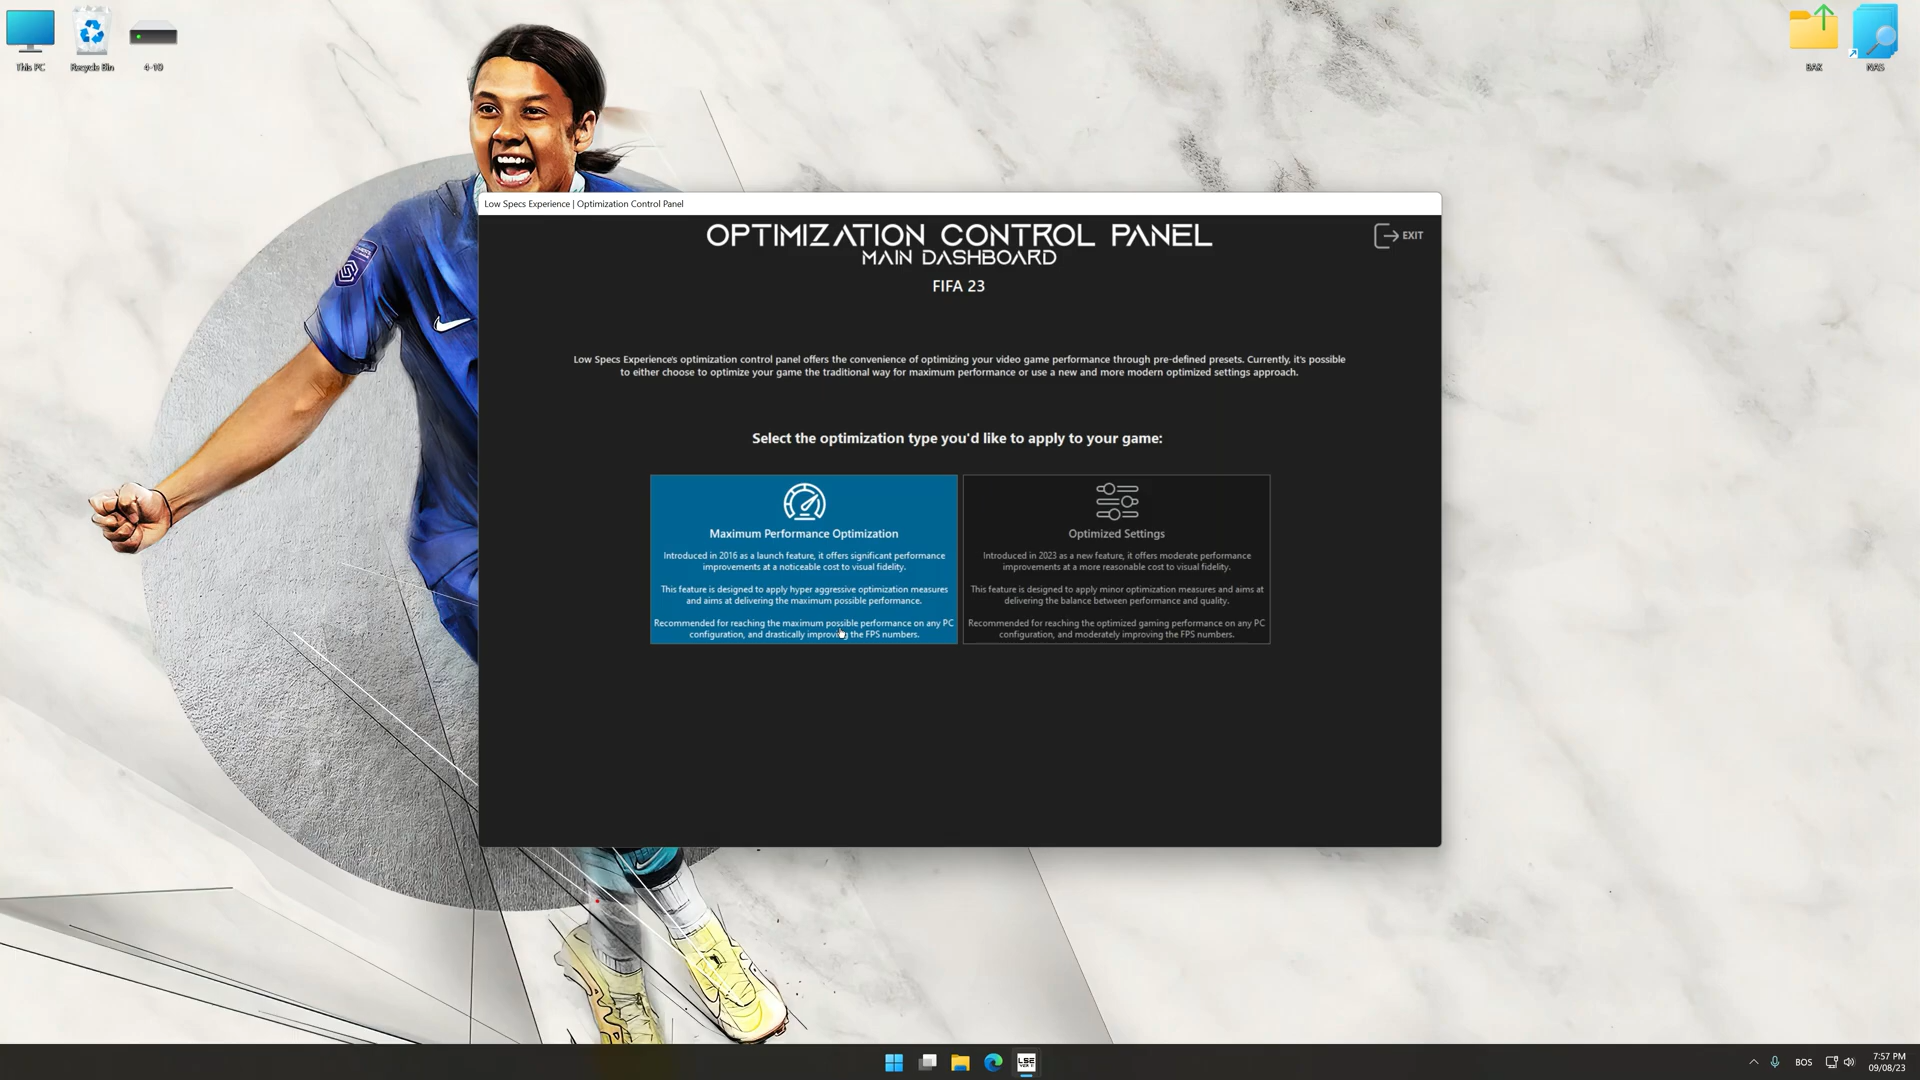 This PC
Recycle Bin
4-10
BAK
NAS
Low Specs Experience | Optimization Control Panel
OPTIMIZATION CONTROL PANEL
EXIT
MAIN DASHBOARD
FIFA 23
Low Specs Experience's optimization control panel offers the convenience of optimizing your video game performance through pre-defined presets. Currently, it's possible
to either choose to optimize your game the traditional way for maximum performance or use a new and more modern optimized settings approach.
Select the optimization type you'd like to apply to your game:
Maximum Performance Optimization
Introduced in 2016 as a launch feature, it offers significant performance
improvements at a noticeable cost to visual fidelity.
This feature is designed to apply hyper aggressive optimization measures
and aims at delivering the maximum possible performance.
Recommended for reaching the maximum possible performance on any PC
configuration, and drastically improving the FPS numbers.
Optimized Settings
Introduced in 2023 as a new feature, it offers moderate performance
improvements at a more reasonable cost to visual fidelity.
This feature is designed to apply minor optimization measures and aims at
delivering the balance between performance and quality.
Recommended for reaching the optimized gaming performance on any PC
configuration, and moderately improving the FPS numbers.
LSE
BOS
7:57 PM
09/08/23